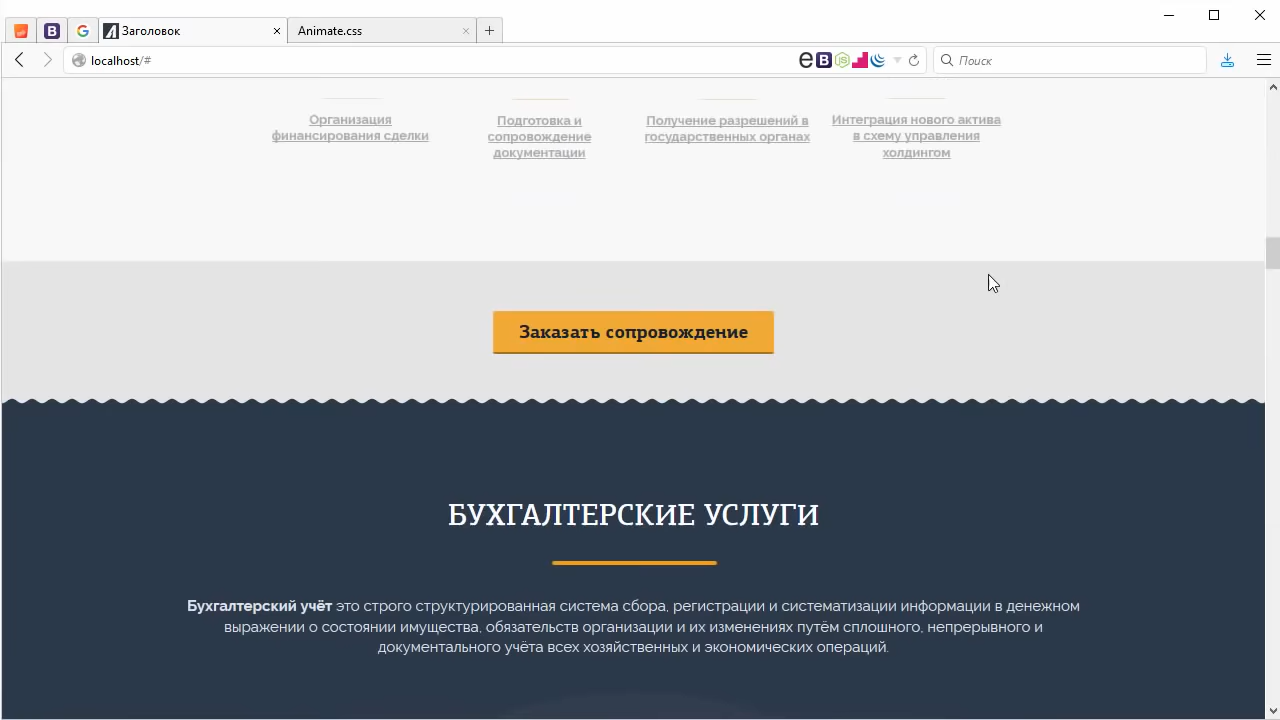 Заголовок
Animate.css
localhost/#
Поиск
Организация финансирования сделки
Подготовка и сопровождение документации
Получение разрешений в государственных органах
Интеграция нового актива в схему управления холдингом
Заказать сопровождение
БУХГАЛТЕРСКИЕ УСЛУГИ
Бухгалтерский учёт это строго структурированная система сбора, регистрации и систематизации информации в денежном
выражении о состоянии имущества, обязательств организации и их изменениях путём сплошного, непрерывного и
документального учёта всех хозяйственных и экономических операций.